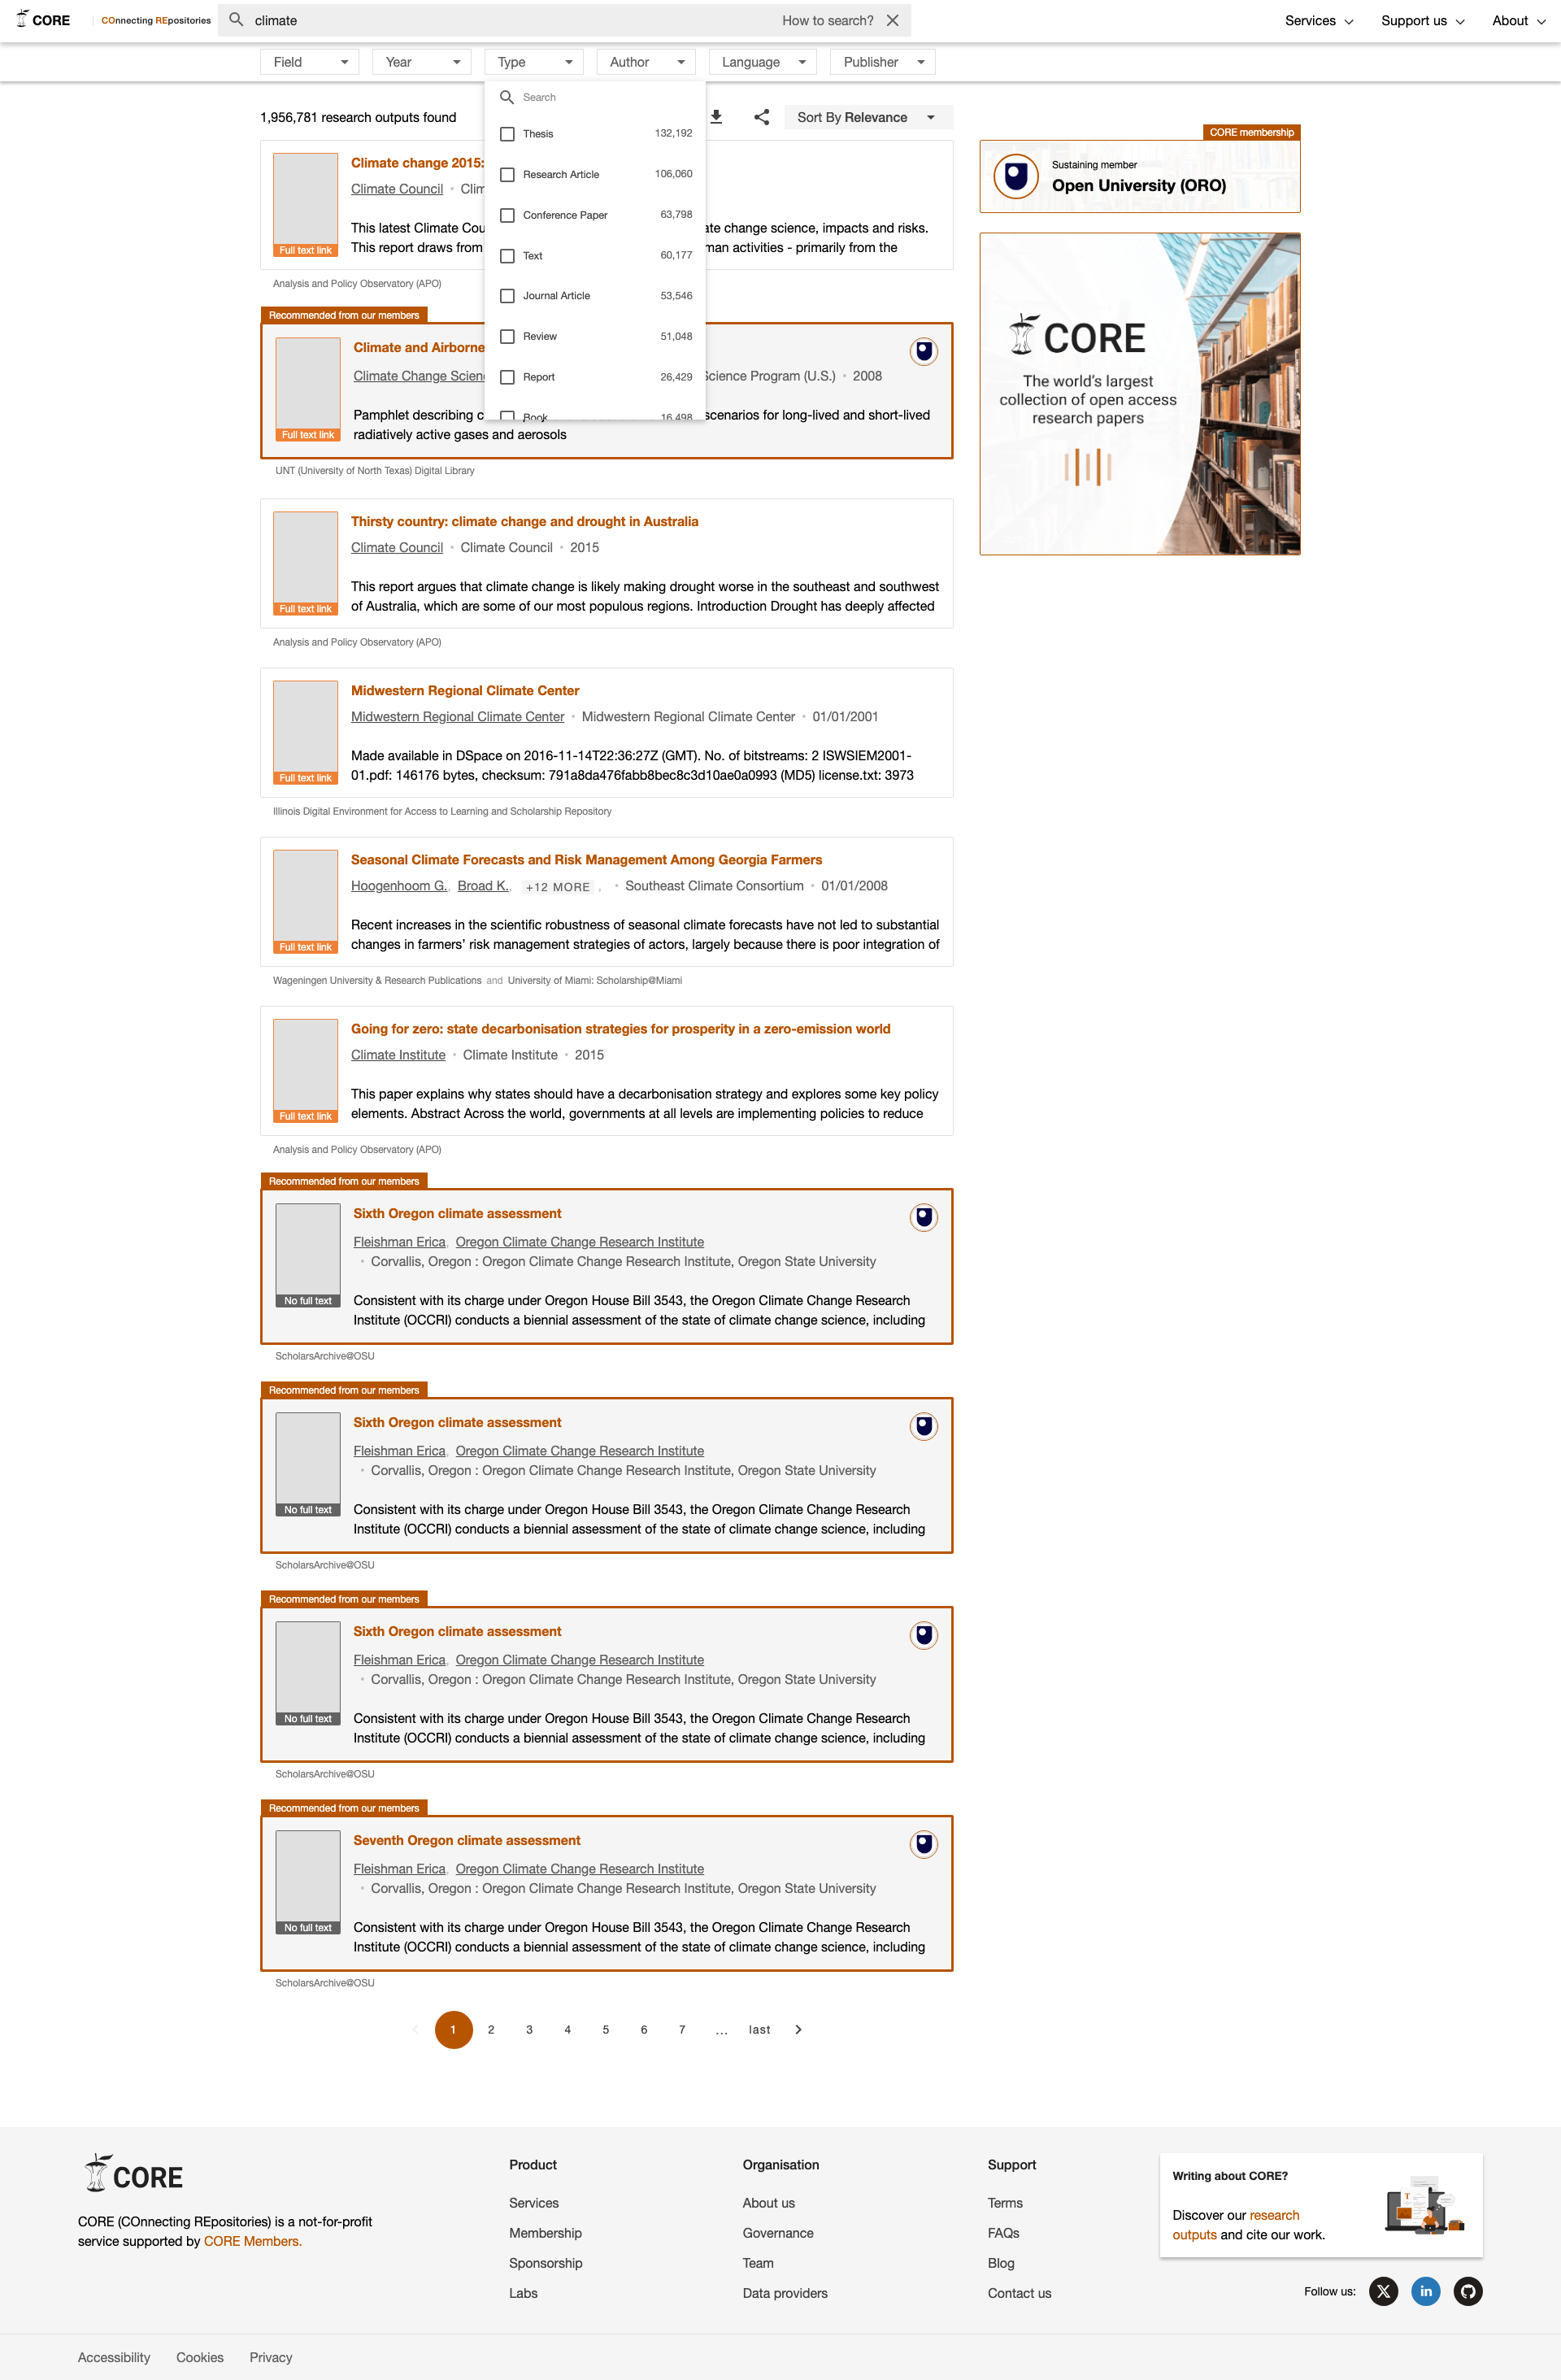 CORE
COnnecting REpositories
climate
How to search?
Services
Support us
About
Field
Year
Type
Author
Language
Publisher
1,956,781 research outputs found
Sort By Relevance
Search
Thesis 132,192
Research Article 106,060
Conference Paper 63,798
Text 60,177
Journal Article 53,546
Review 51,048
Report 26,429
Book 16,498
Climate change 2015:
Climate Council • Clim
This latest Climate Cou ate change science, impacts and risks.
This report draws from man activities - primarily from the
Full text link
Analysis and Policy Observatory (APO)
Recommended from our members
Climate and Airborne
Climate Change Scienc Science Program (U.S.) • 2008
Pamphlet describing c scenarios for long-lived and short-lived
radiatively active gases and aerosols
Full text link
UNT (University of North Texas) Digital Library
Thirsty country: climate change and drought in Australia
Climate Council • Climate Council • 2015
This report argues that climate change is likely making drought worse in the southeast and southwest
of Australia, which are some of our most populous regions. Introduction Drought has deeply affected
Full text link
Analysis and Policy Observatory (APO)
Midwestern Regional Climate Center
Midwestern Regional Climate Center • Midwestern Regional Climate Center • 01/01/2001
Made available in DSpace on 2016-11-14T22:36:27Z (GMT). No. of bitstreams: 2 ISWSIEM2001-
01.pdf: 146176 bytes, checksum: 791a8da476fabb8bec8c3d10ae0a0993 (MD5) license.txt: 3973
Full text link
Illinois Digital Environment for Access to Learning and Scholarship Repository
Seasonal Climate Forecasts and Risk Management Among Georgia Farmers
Hoogenhoom G., Broad K., +12 MORE , • Southeast Climate Consortium • 01/01/2008
Recent increases in the scientific robustness of seasonal climate forecasts have not led to substantial
changes in farmers’ risk management strategies of actors, largely because there is poor integration of
Full text link
Wageningen University & Research Publications and University of Miami: Scholarship@Miami
Going for zero: state decarbonisation strategies for prosperity in a zero-emission world
Climate Institute • Climate Institute • 2015
This paper explains why states should have a decarbonisation strategy and explores some key policy
elements. Abstract Across the world, governments at all levels are implementing policies to reduce
Full text link
Analysis and Policy Observatory (APO)
Recommended from our members
Sixth Oregon climate assessment
Fleishman Erica, Oregon Climate Change Research Institute
• Corvallis, Oregon : Oregon Climate Change Research Institute, Oregon State University
Consistent with its charge under Oregon House Bill 3543, the Oregon Climate Change Research
Institute (OCCRI) conducts a biennial assessment of the state of climate change science, including
No full text
ScholarsArchive@OSU
Recommended from our members
Sixth Oregon climate assessment
Fleishman Erica, Oregon Climate Change Research Institute
• Corvallis, Oregon : Oregon Climate Change Research Institute, Oregon State University
Consistent with its charge under Oregon House Bill 3543, the Oregon Climate Change Research
Institute (OCCRI) conducts a biennial assessment of the state of climate change science, including
No full text
ScholarsArchive@OSU
Recommended from our members
Sixth Oregon climate assessment
Fleishman Erica, Oregon Climate Change Research Institute
• Corvallis, Oregon : Oregon Climate Change Research Institute, Oregon State University
Consistent with its charge under Oregon House Bill 3543, the Oregon Climate Change Research
Institute (OCCRI) conducts a biennial assessment of the state of climate change science, including
No full text
ScholarsArchive@OSU
Recommended from our members
Seventh Oregon climate assessment
Fleishman Erica, Oregon Climate Change Research Institute
• Corvallis, Oregon : Oregon Climate Change Research Institute, Oregon State University
Consistent with its charge under Oregon House Bill 3543, the Oregon Climate Change Research
Institute (OCCRI) conducts a biennial assessment of the state of climate change science, including
No full text
ScholarsArchive@OSU
1 2 3 4 5 6 7 ... last
CORE membership
Sustaining member
Open University (ORO)
CORE
The world's largest
collection of open access
research papers
CORE
CORE (COnnecting REpositories) is a not-for-profit
service supported by CORE Members.
Product
Services
Membership
Sponsorship
Labs
Organisation
About us
Governance
Team
Data providers
Support
Terms
FAQs
Blog
Contact us
Writing about CORE?
Discover our research
outputs and cite our work.
Follow us:
Accessibility
Cookies
Privacy